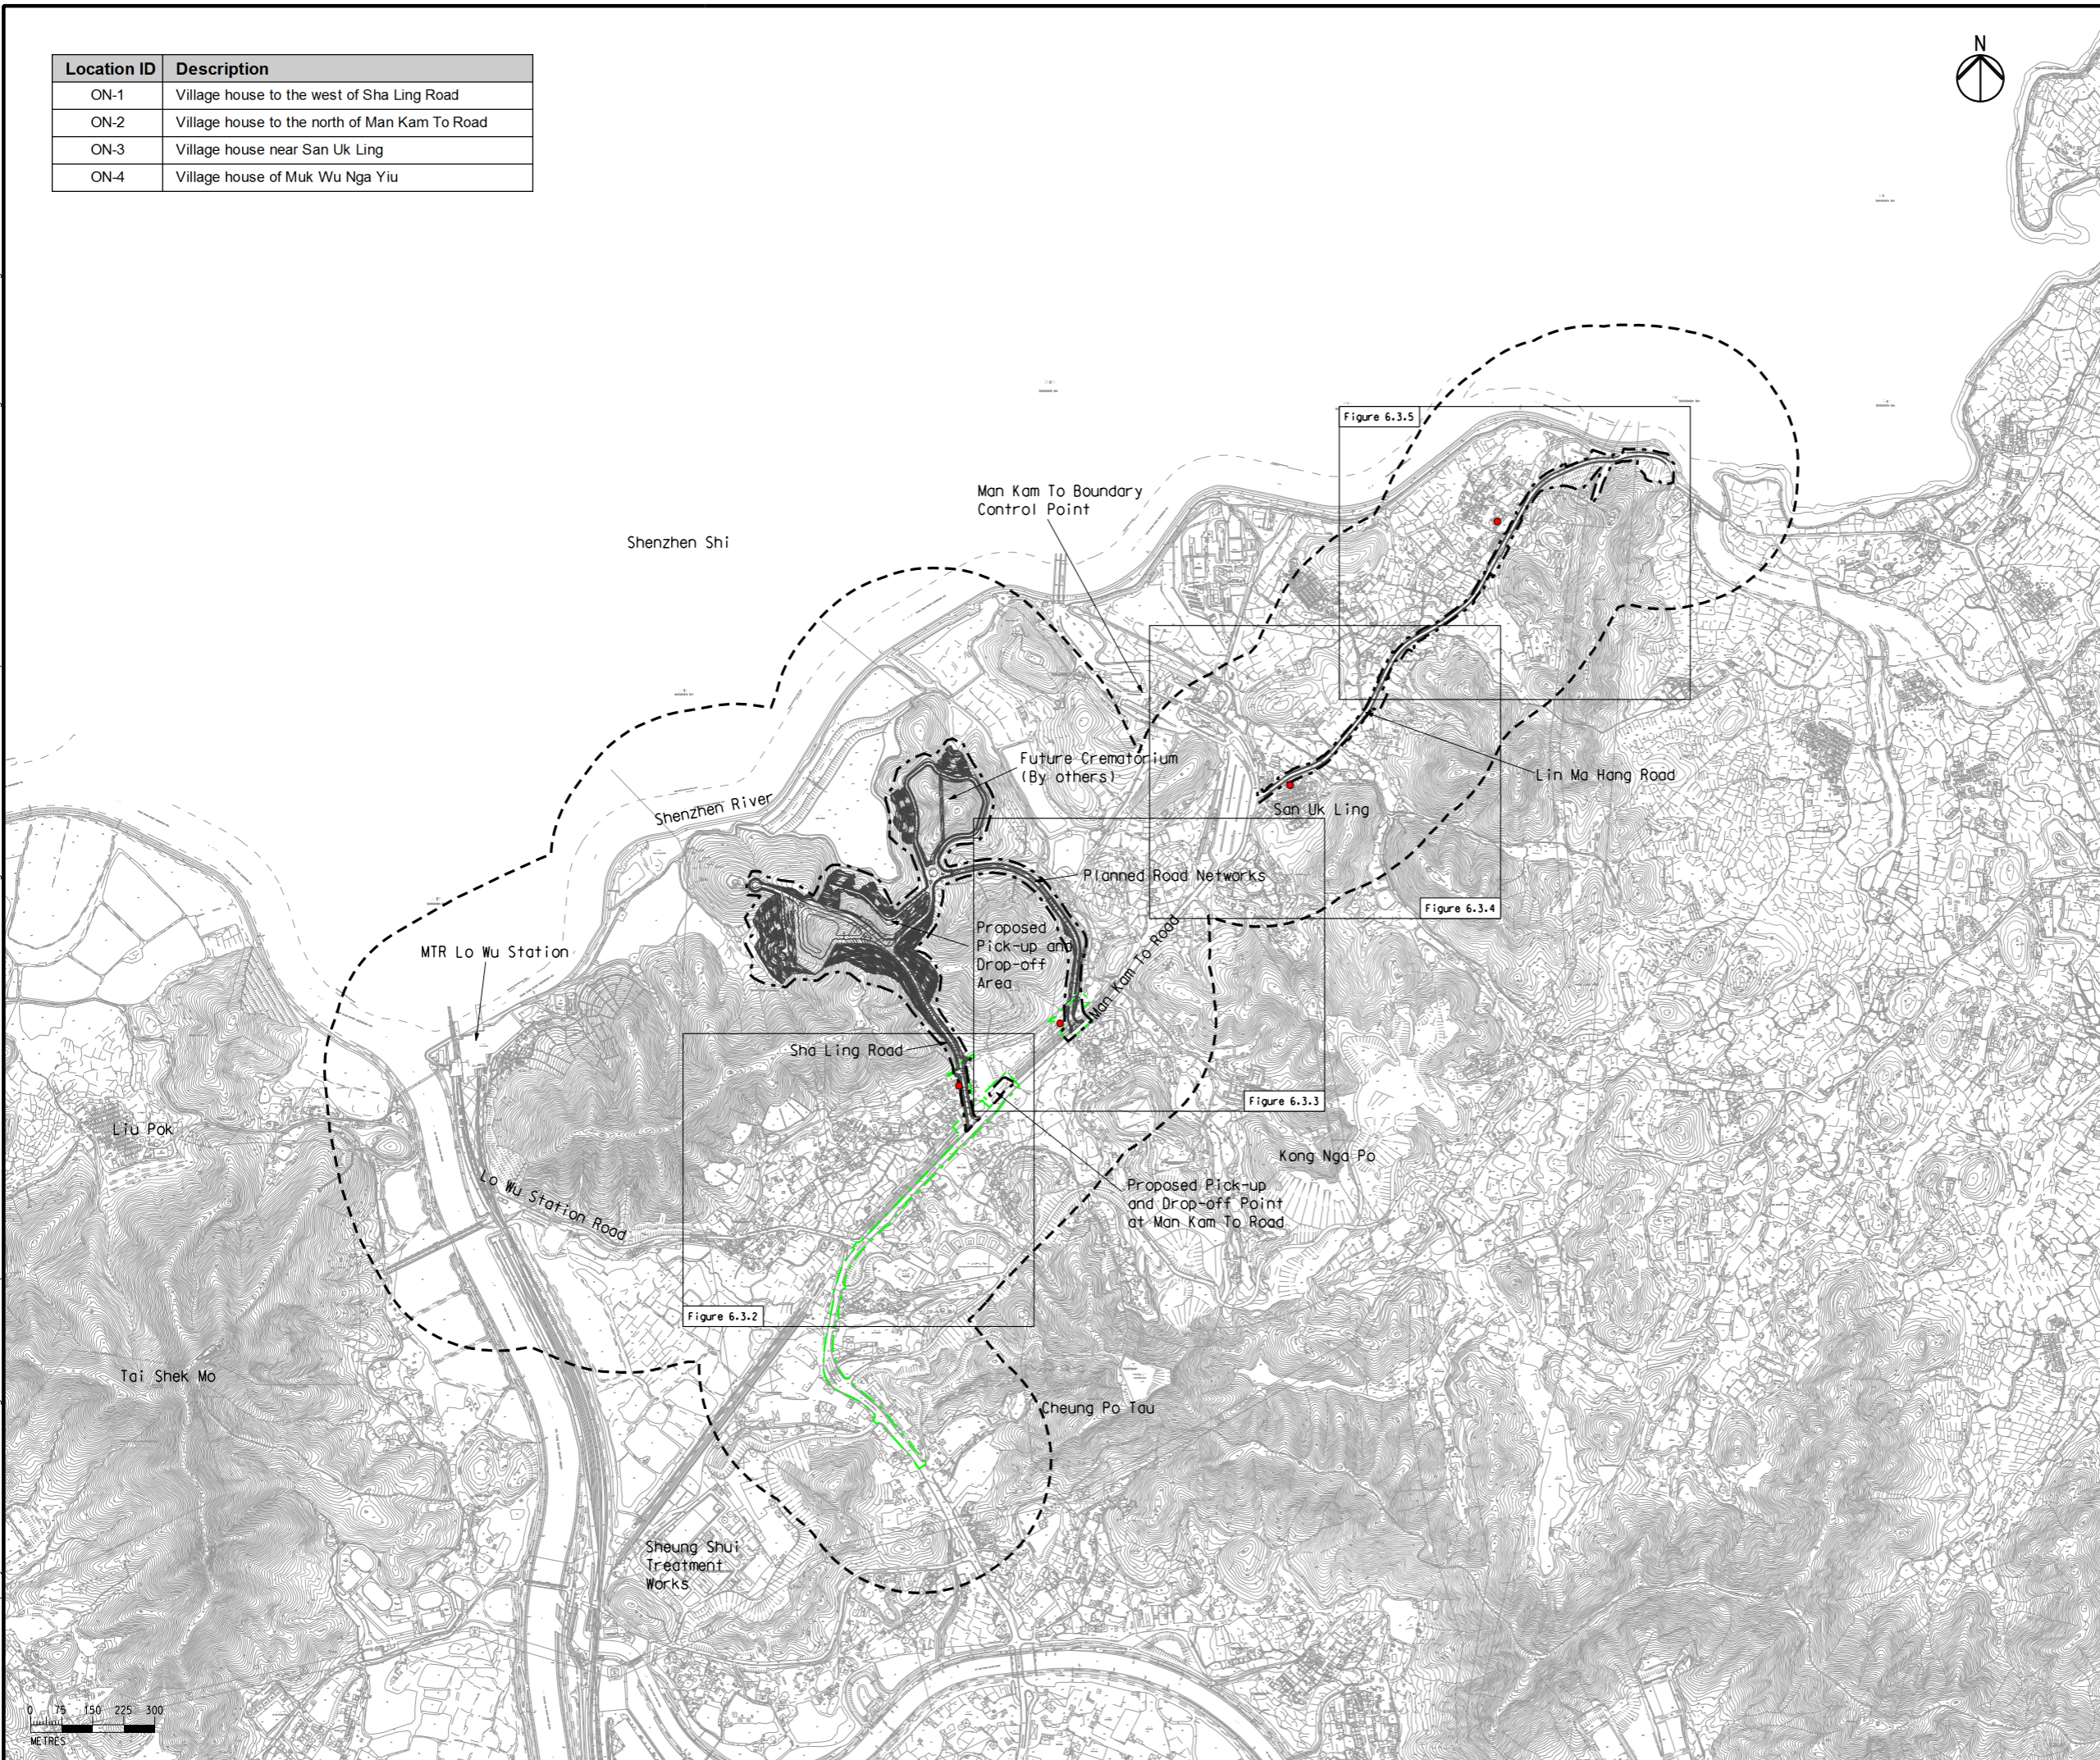 Location ID Description
ON-1 Village house to the west of Sha Ling Road
ON-2 Village house to the north of Man Kam To Road
ON-3 Village house near San Uk Ling
ON-4 Village house of Muk Wu Nga Yiu
N
Figure 6.3.5
Man Kam To Boundary
Control Point
Shenzhen Shi
Future Crematorium
(By others)
Lin Ma Hang Road
Shenzhen River
San Uk Ling
Planned Road Networks
Figure 6.3.4
Proposed
Pick-up and
Drop-off
Area
Man Kam To Road
MTR Lo Wu Station
Sha Ling Road
Figure 6.3.3
Liu Pok
Kong Nga Po
Lo Wu Station Road
Proposed Pick-up
and Drop-off Point
at Man Kam To Road
Figure 6.3.2
Tai Shek Mo
Cheung Po Tau
Sheung Shui
Treatment
Works
0 75 150 225 300
METRES